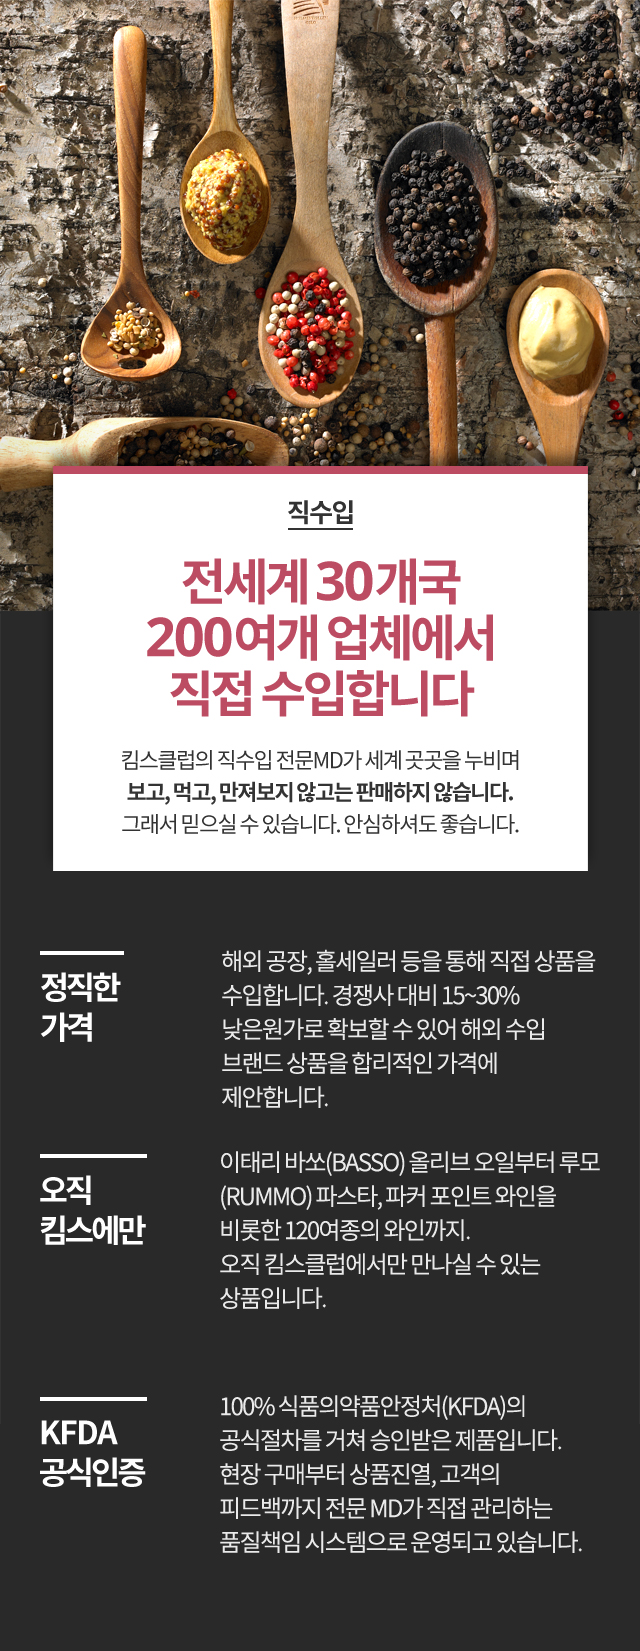 직수입
전세계 30개국
200여개 업체에서
직접 수입합니다
킴스클럽의 직수입 전문MD가 세계 곳곳을 누비며
보고, 먹고, 만져보지 않고는 판매하지 않습니다.
그래서 믿으실 수 있습니다. 안심하셔도 좋습니다.
정직한
가격
해외 공장, 홀세일러 등을 통해 직접 상품을
수입합니다. 경쟁사 대비 15~30%
낮은원가로 확보할 수 있어 해외 수입
브랜드 상품을 합리적인 가격에
제안합니다.
오직
킴스에만
이태리 바쏘(BASSO) 올리브 오일부터 루모
(RUMMO) 파스타, 파커 포인트 와인을
비롯한 120여종의 와인까지.
오직 킴스클럽에서만 만나실 수 있는
상품입니다.
KFDA
공식인증
100% 식품의약품안정처(KFDA)의
공식절차를 거쳐 승인받은 제품입니다.
현장 구매부터 상품진열, 고객의
피드백까지 전문 MD가 직접 관리하는
품질책임 시스템으로 운영되고 있습니다.